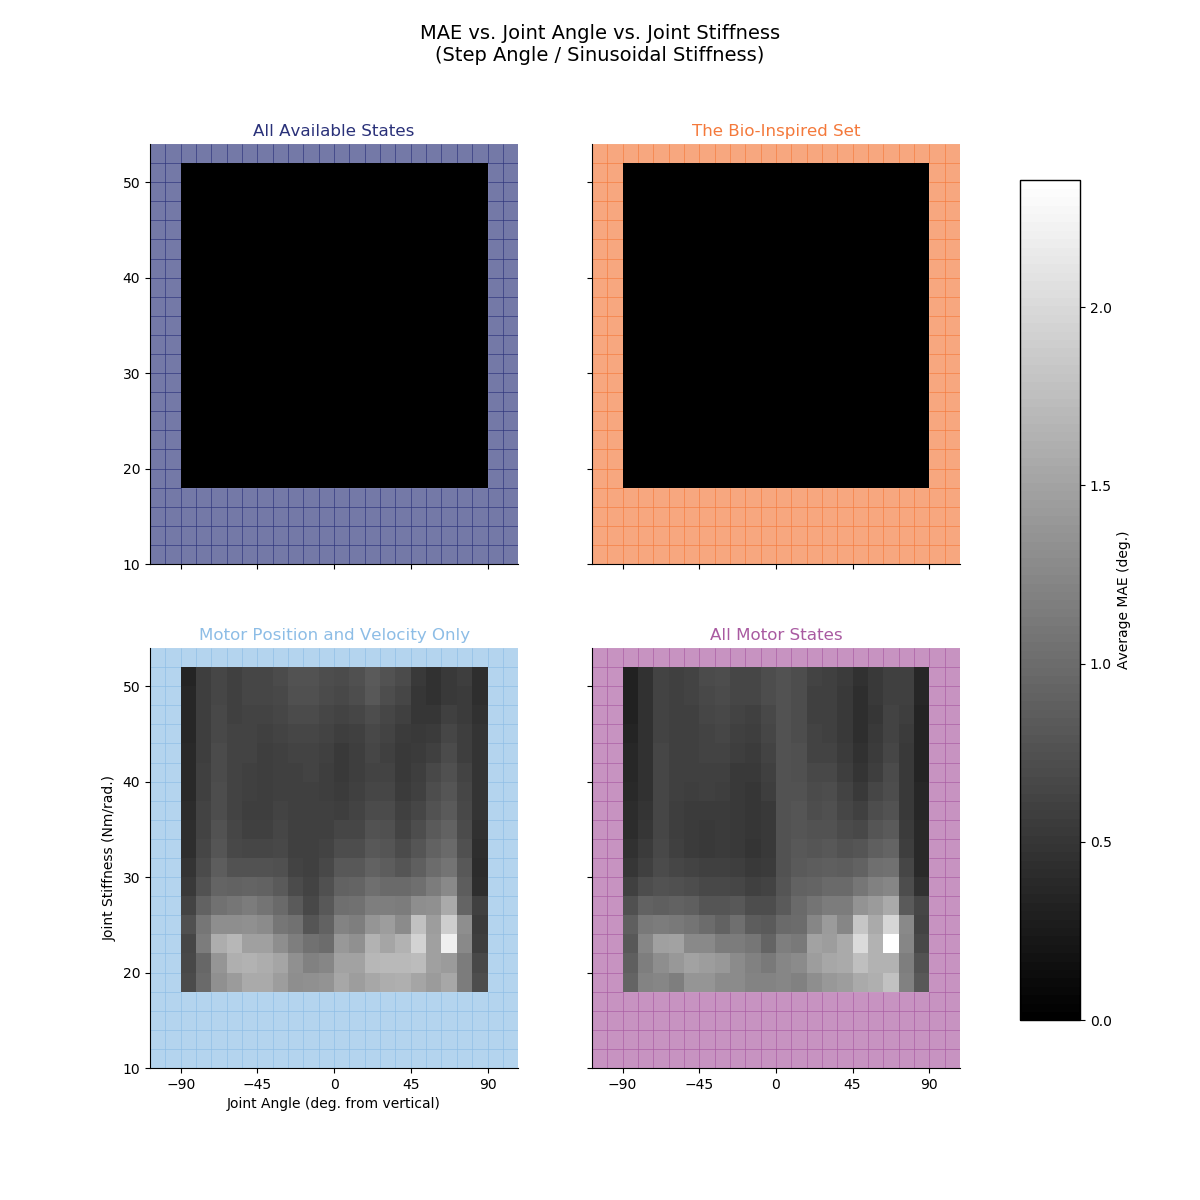 MAE vs. Joint Angle vs. Joint Stiffness
(Step Angle / Sinusoidal Stiffness)
All Available States
The Bio-Inspired Set
50
40
30
20
10
2.0
1.5
1.0
0.5
0.0
Average MAE (deg.)
Motor Position and Velocity Only
All Motor States
50
40
30
20
10
Joint Stiffness (Nm/rad.)
−90 −45 0 45 90
−90 −45 0 45 90
Joint Angle (deg. from vertical)